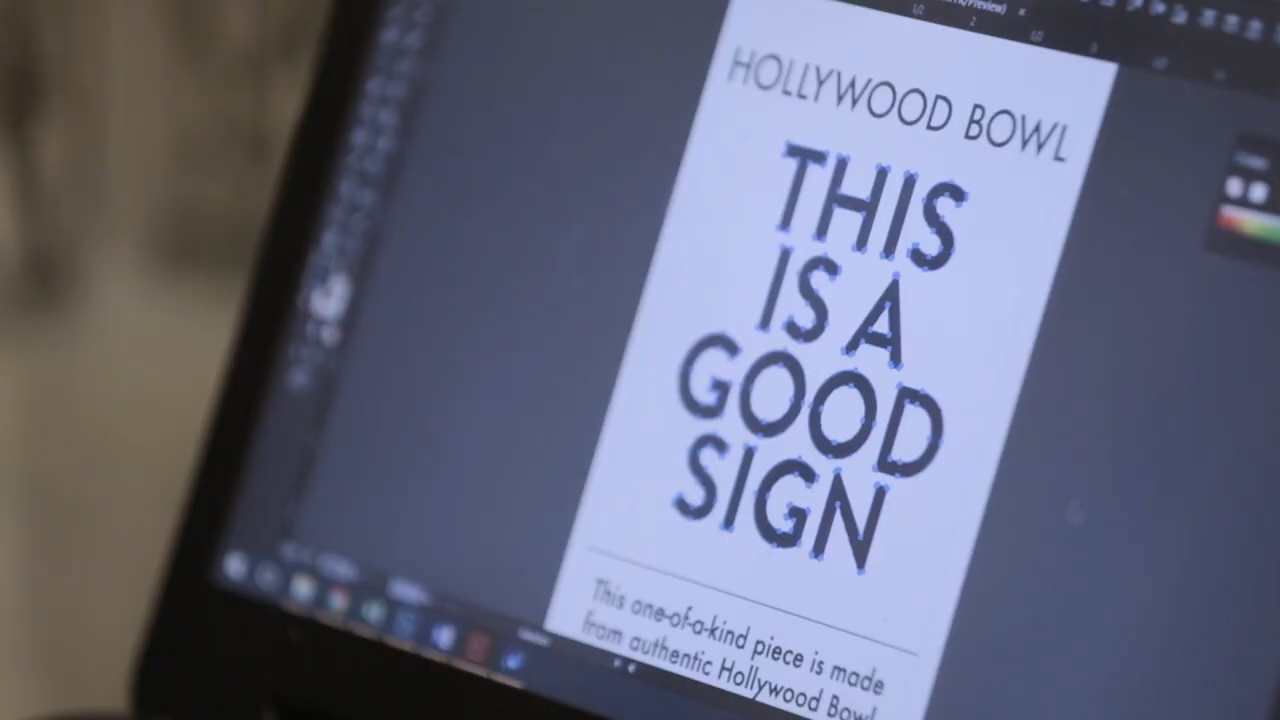 HOLLYWOOD BOWL
THIS
IS A
GOOD
SIGN
This one-of-a-kind piece is made
from authentic Hollywood Bowl